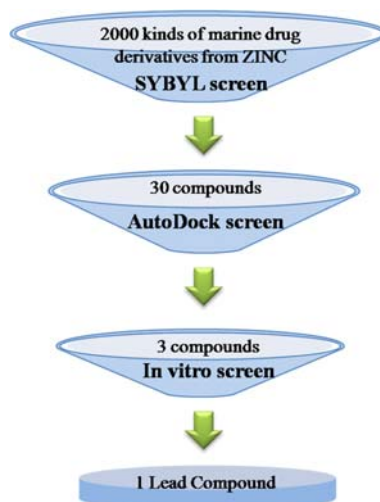 2000 kinds of marine drug
derivatives from ZINC
SYBYL screen
30 compounds
AutoDock screen
3 compounds
In vitro screen
1 Lead Compound